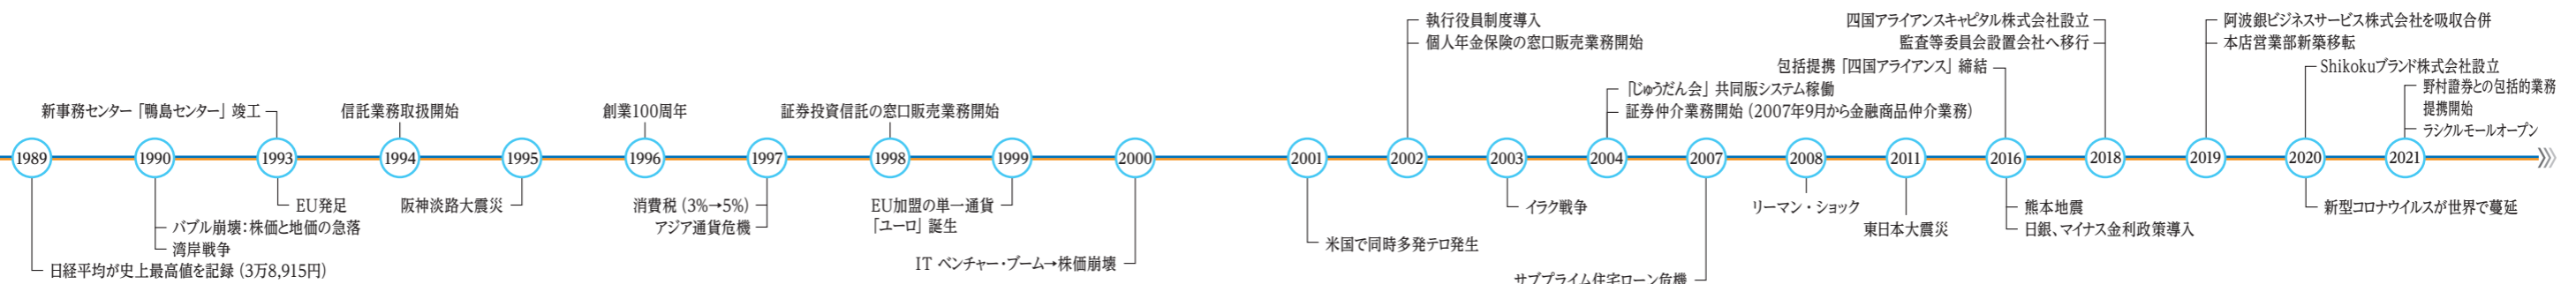 執行役員制度導入
個人年金保険の窓口販売業務開始
四国アライアンスキャピタル株式会社設立
監査等委員会設置会社へ移行
包括提携「四国アライアンス」締結
阿波銀ビジネスサービス株式会社を吸収合併
本店営業部新築移転
Shikokuブランド株式会社設立
野村證券との包括的業務
提携開始
ラシクルモールオープン
「じゅうだん会」共同版システム稼働
証券仲介業務開始（2007年9月から金融商品仲介業務）
新事務センター「鴨島センター」竣工
信託業務取扱開始
創業100周年
証券投資信託の窓口販売業務開始
1989
1990
1993
1994
1995
1996
1997
1998
1999
2000
2001
2002
2003
2004
2007
2008
2011
2016
2018
2019
2020
2021
EU発足
バブル崩壊：株価と地価の急落
湾岸戦争
日経平均が史上最高値を記録（3万8,915円）
阪神淡路大震災
消費税（3%→5%）
アジア通貨危機
EU加盟の単一通貨
「ユーロ」誕生
IT ベンチャー・ブーム→株価崩壊
米国で同時多発テロ発生
イラク戦争
サブプライム住宅ローン危機
リーマン・ショック
東日本大震災
熊本地震
日銀、マイナス金利政策導入
新型コロナウイルスが世界で蔓延